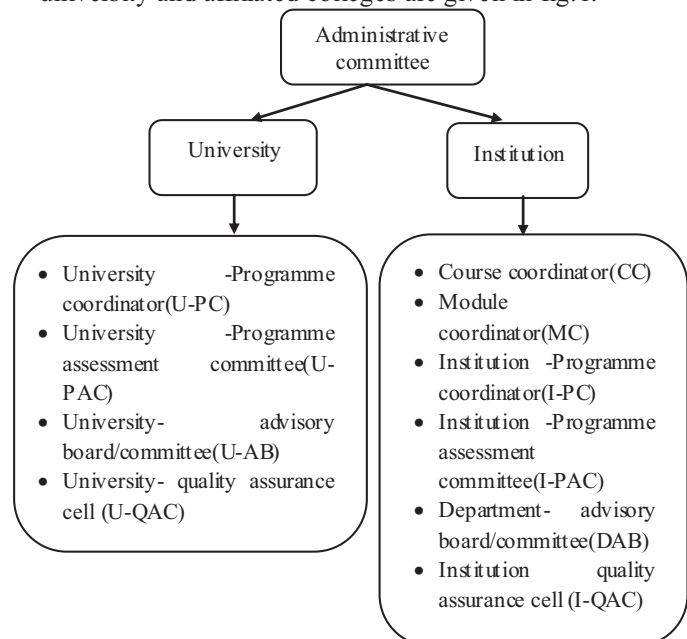 university and affiliated colleges are given in fig.1.
Administrative
committee
University
Institution
• University -Programme
coordinator(U-PC)
• University -Programme
assessment committee(U-
PAC)
• University- advisory
board/committee(U-AB)
• University- quality assurance
cell (U-QAC)
• Course coordinator(CC)
• Module
coordinator(MC)
• Institution -Programme
coordinator(I-PC)
• Institution -Programme
assessment
committee(I-PAC)
• Department- advisory
board/committee(DAB)
• Institution quality
assurance cell (I-QAC)